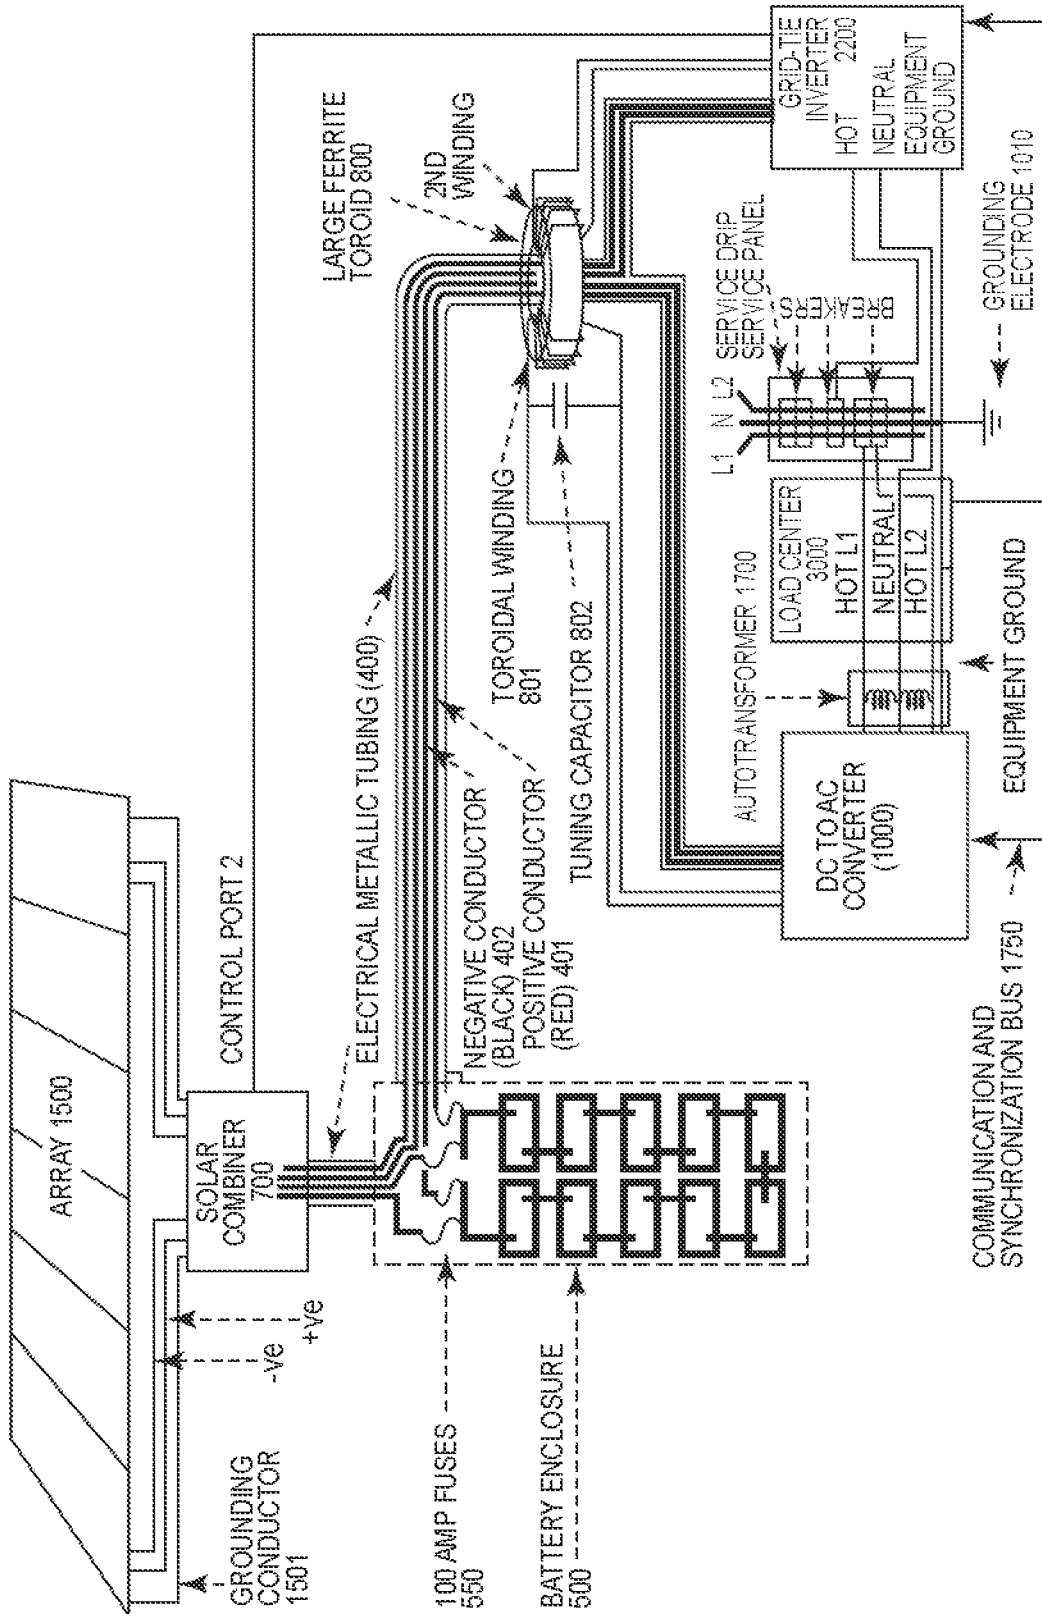 ARRAY 1500
GROUNDING
CONDUCTOR
1501
-ve
+ve
SOLAR
COMBINER
700
CONTROL PORT 2
100 AMP FUSES
550
BATTERY ENCLOSURE
500
ELECTRICAL METALLIC TUBING (400)
NEGATIVE CONDUCTOR
(BLACK) 402
POSITIVE CONDUCTOR
(RED) 401
LARGE FERRITE
TOROID 800
2ND
WINDING
TOROIDAL WINDING
801
TUNING CAPACITOR 802
GRID-TIE
INVERTER
HOT 2200
NEUTRAL
EQUIPMENT
GROUND
SERVICE DRIP
SERVICE PANEL
BREAKERS
L1 N L2
GROUNDING
ELECTRODE 1010
LOAD CENTER
3000
HOT L1
NEUTRAL
HOT L2
AUTOTRANSFORMER 1700
EQUIPMENT GROUND
DC TO AC
CONVERTER
(1000)
COMMUNICATION AND
SYNCHRONIZATION BUS 1750